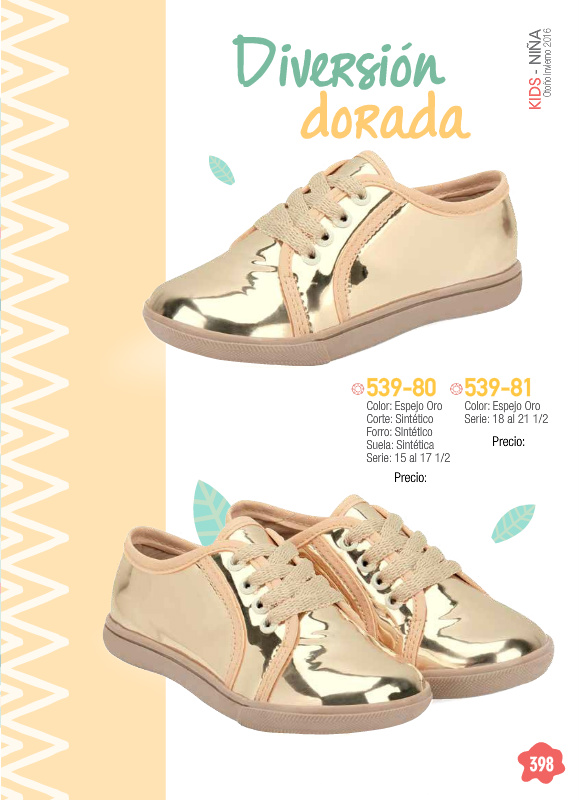 Diversión
dorada
KIDS - NIÑA
Otoño Invierno 2016
539-80
Color: Espejo Oro
Corte: Sintético
Forro: Sintético
Suela: Sintética
Serie: 15 al 17 1/2
Precio:
539-81
Color: Espejo Oro
Serie: 18 al 21 1/2
Precio:
398